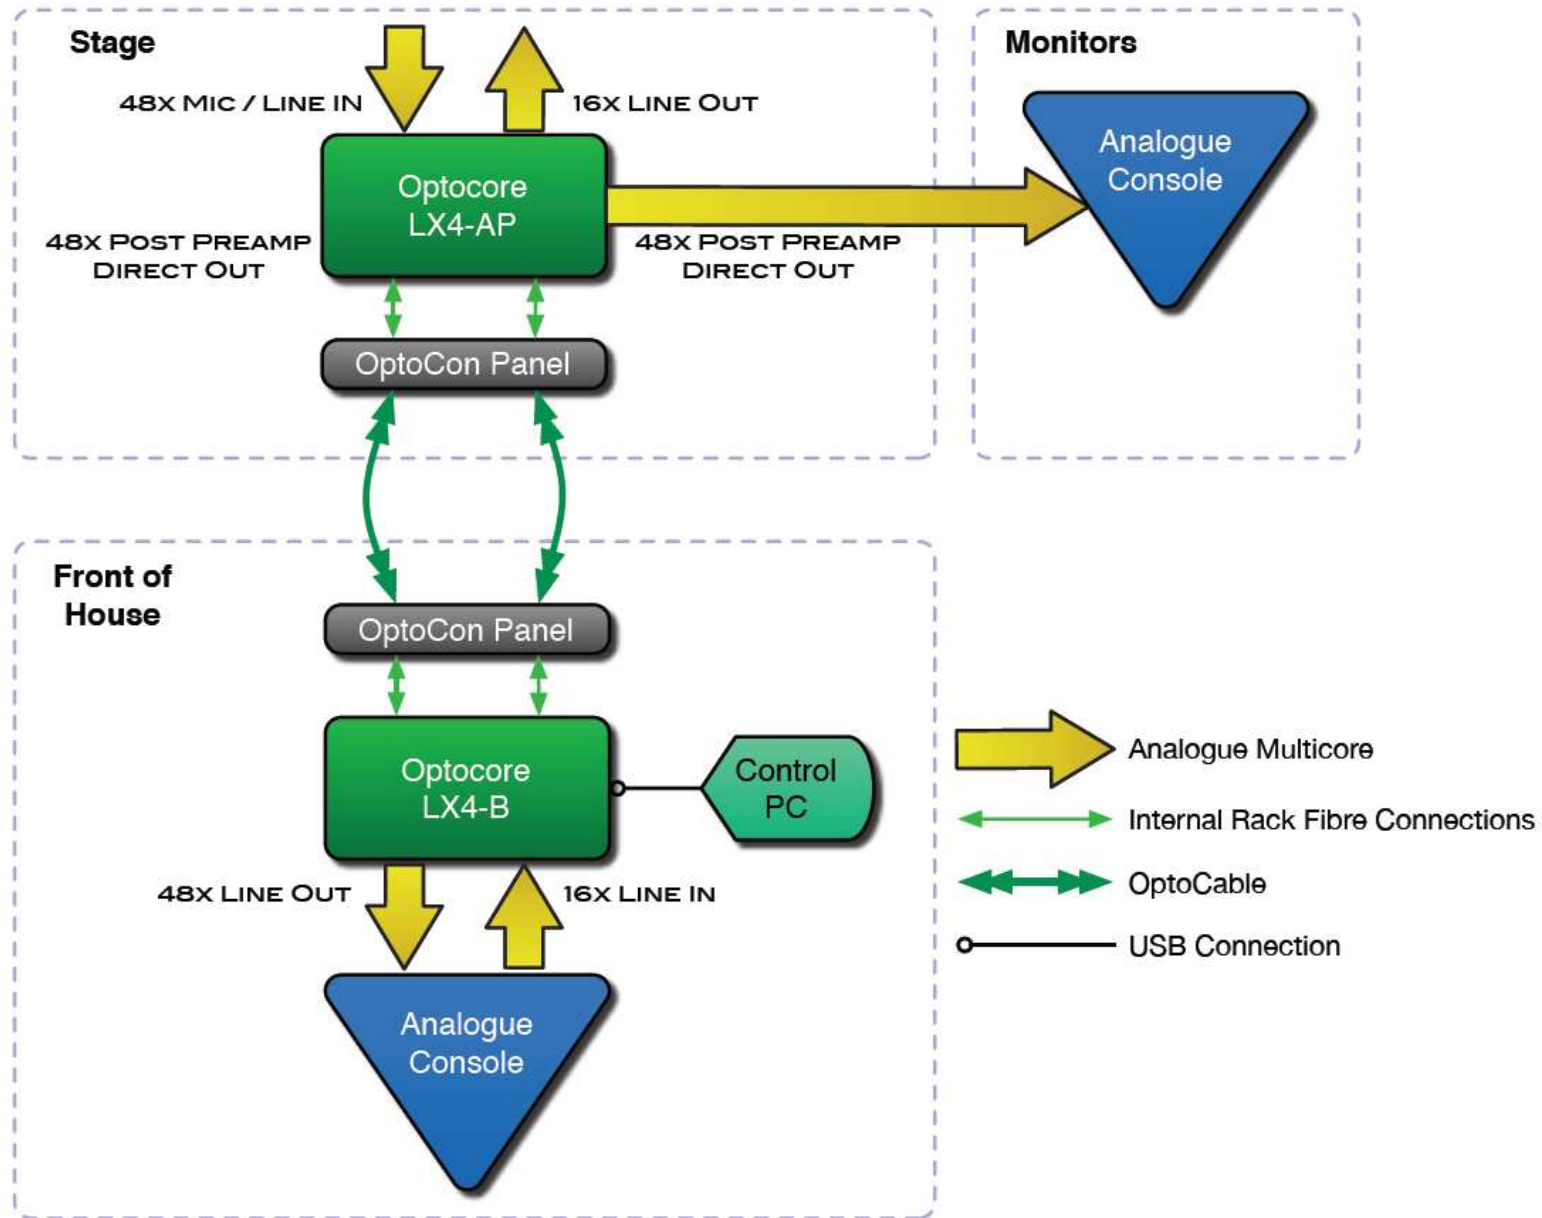 Stage
48x Mic / Line IN
16x Line Out
Optocore
LX4-AP
48x Post Preamp
Direct Out
48x Post Preamp
Direct Out
OptoCon Panel
Monitors
Analogue
Console
Front of
House
OptoCon Panel
Optocore
LX4-B
Control
PC
48x Line Out
16x Line In
Analogue
Console
Analogue Multicore
Internal Rack Fibre Connections
OptoCable
USB Connection